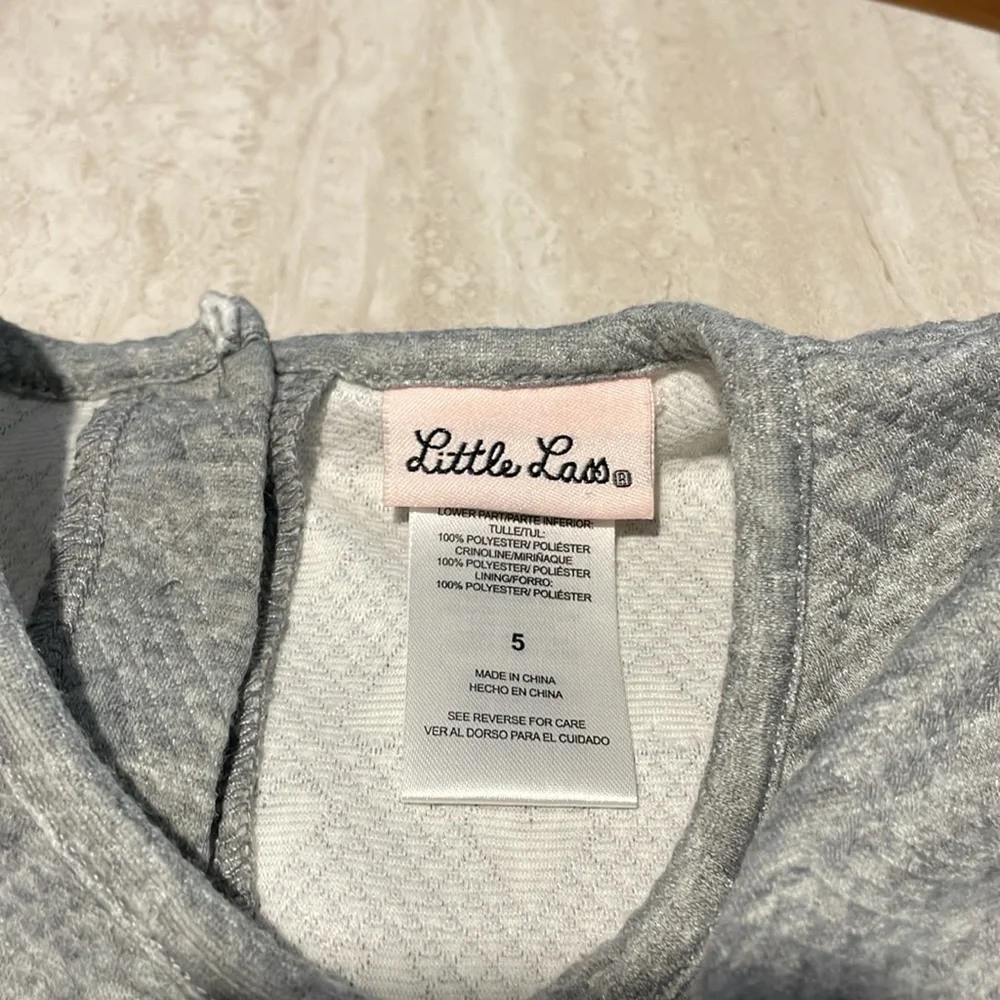 Little Lass®
LOWER PART/PARTE INFERIOR:
TULLE/TUL:
100% POLYESTER/ POLIÉSTER
CRINOLINE/MIRIÑAQUE
100% POLYESTER/ POLIÉSTER
LINING/FORRO:
100% POLYESTER/ POLIÉSTER
5
MADE IN CHINA
HECHO EN CHINA
SEE REVERSE FOR CARE
VER AL DORSO PARA EL CUIDADO